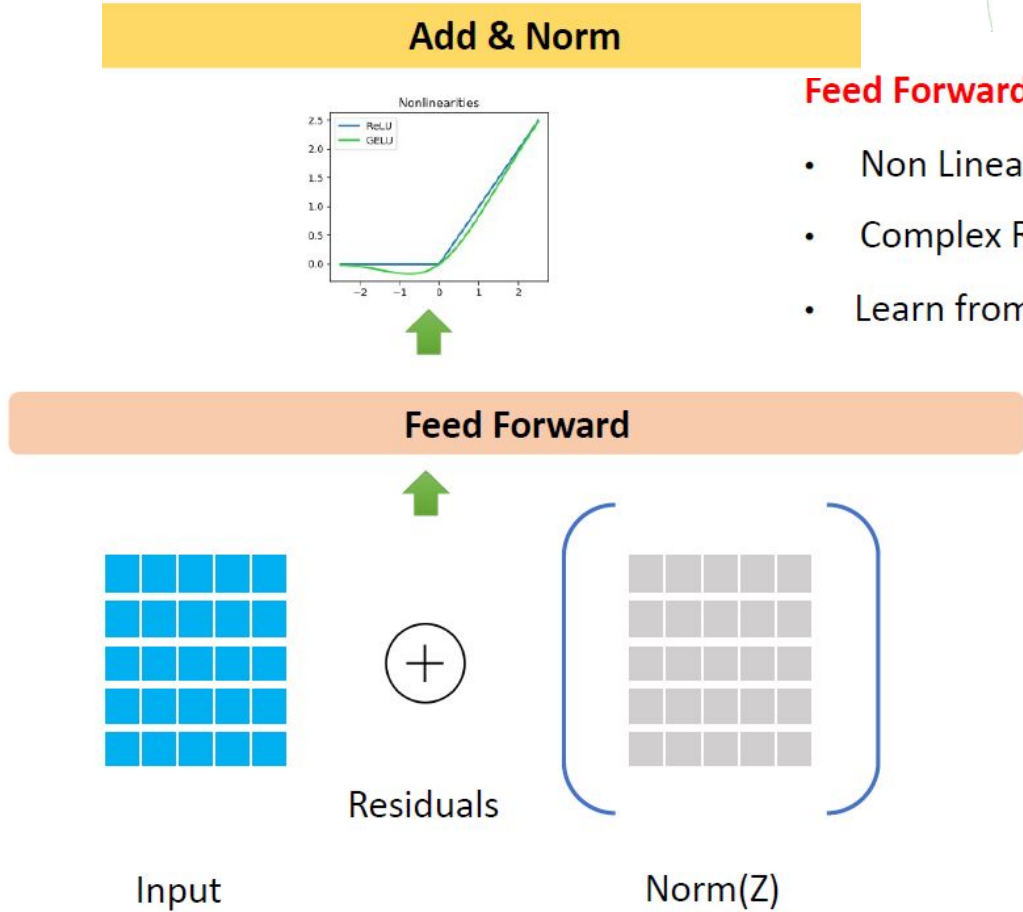 Add & Norm
Feed Forward
Nonlinearities
ReLU
GELU
2.5
2.0
1.5
1.0
0.5
0.0
−2 −1 0 1 2
• Non Linea
• Complex R
• Learn from
Feed Forward
Residuals
Input
Norm(Z)